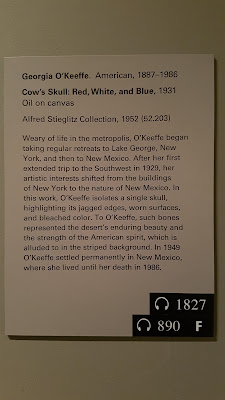 Georgia O'Keeffe. American, 1887–1986
Cow's Skull: Red, White, and Blue, 1931
Oil on canvas
Alfred Stieglitz Collection, 1952 (52.203)
Weary of life in the metropolis, O'Keeffe began
taking regular retreats to Lake George, New
York, and then to New Mexico. After her first
extended trip to the Southwest in 1929, her
artistic interests shifted from the buildings
of New York to the nature of New Mexico. In
this work, O'Keeffe isolates a single skull,
highlighting its jagged edges, worn surfaces,
and bleached color. To O'Keeffe, such bones
represented the desert's enduring beauty and
the strength of the American spirit, which is
alluded to in the striped background. In 1949
O'Keeffe settled permanently in New Mexico,
where she lived until her death in 1986.
1827
890 F